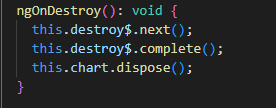 ngOnDestroy(): void {
this.destroy$.next();
this.destroy$.complete();
this.chart.dispose();
}